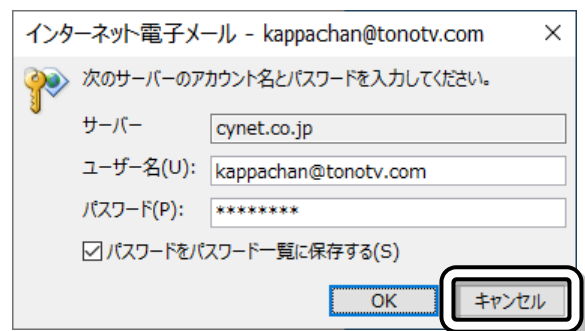 インターネット電子メール - kappachan@tonotv.com
次のサーバーのアカウント名とパスワードを入力してください。
サーバー cynet.co.jp
ユーザー名(U): kappachan@tonotv.com
パスワード(P): ********
パスワードをパスワード一覧に保存する(S)
OK キャンセル